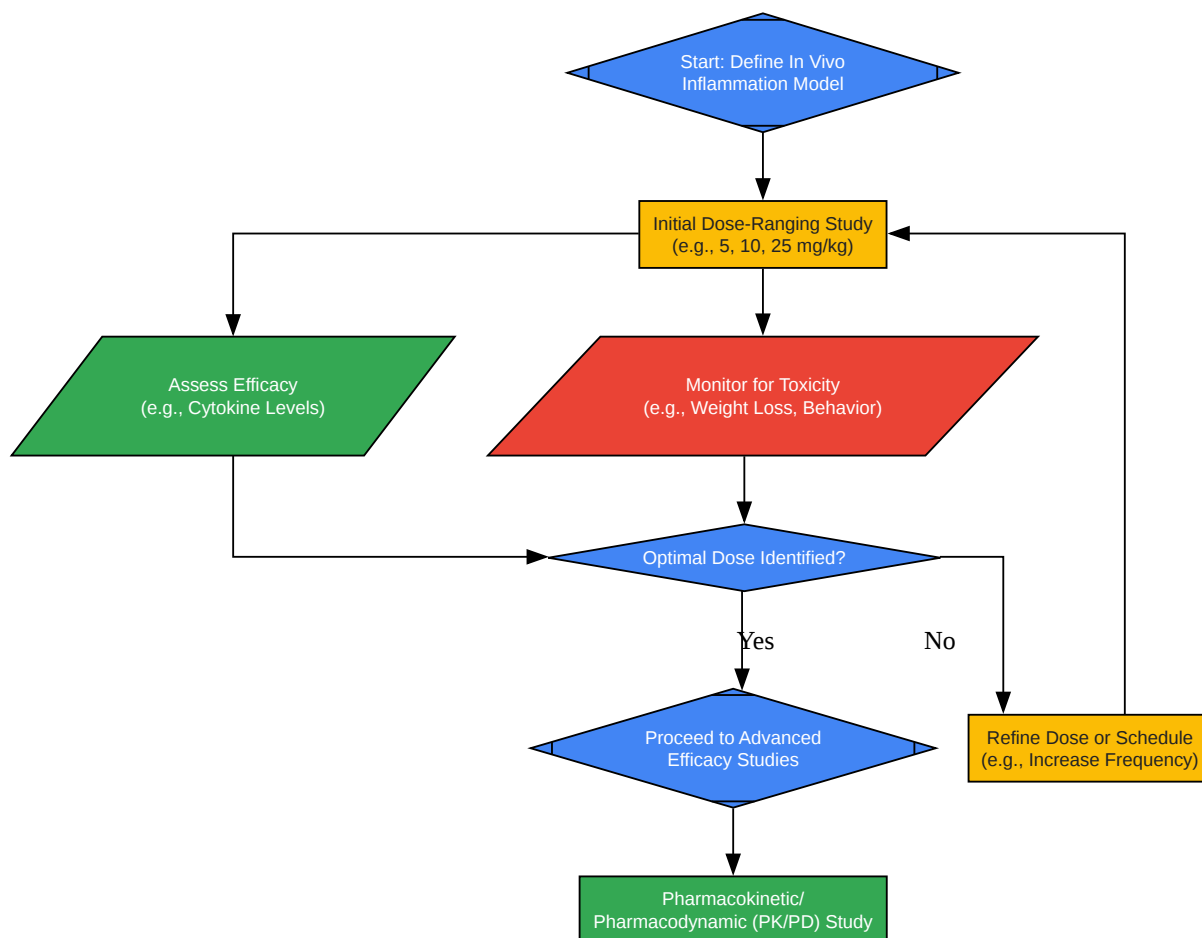 Start: Define In Vivo
Inflammation Model
Initial Dose-Ranging Study
(e.g., 5, 10, 25 mg/kg)
Assess Efficacy
(e.g., Cytokine Levels)
Monitor for Toxicity
(e.g., Weight Loss, Behavior)
Optimal Dose Identified?
Yes
No
Proceed to Advanced
Efficacy Studies
Refine Dose or Schedule
(e.g., Increase Frequency)
Pharmacokinetic/
Pharmacodynamic (PK/PD) Study